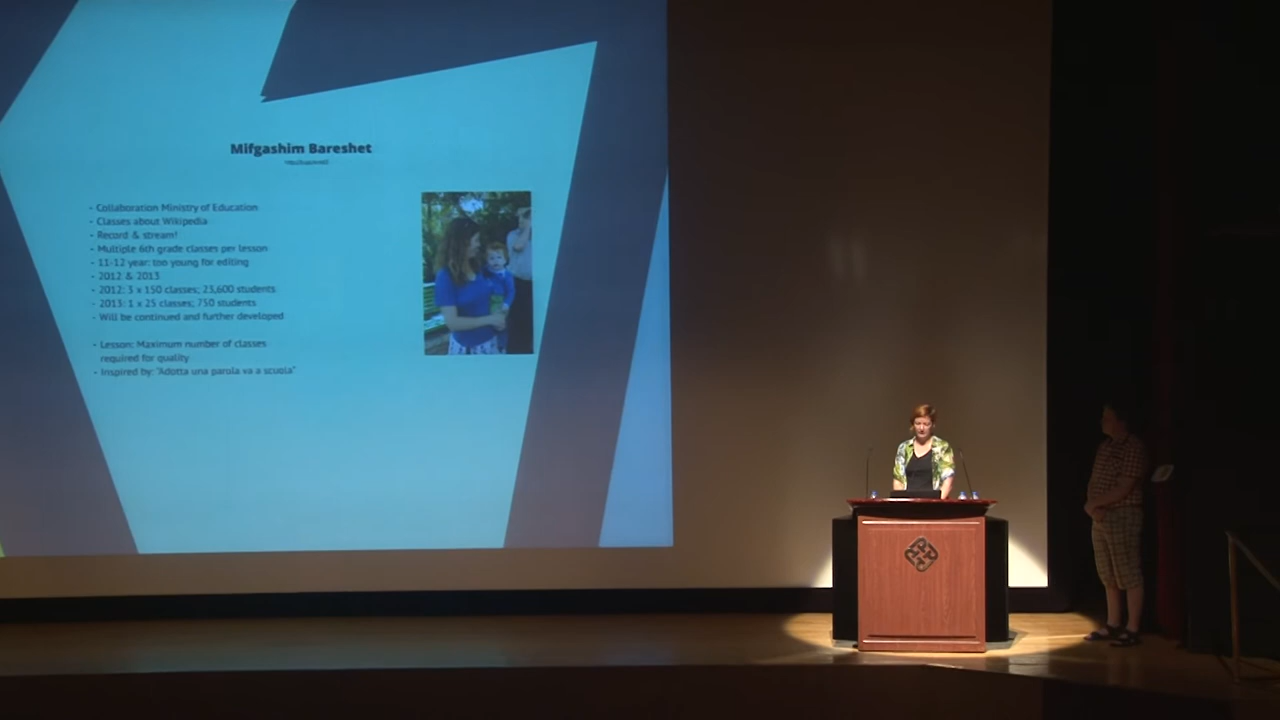 Mifgashim Bareshet
- Collaboration Ministry of Education
- Classes about Wikipedia
- Record & stream!
- Multiple 6th grade classes per lesson
- 11-12 year: too young for editing
- 2012 & 2013
- 2012: 3 x 150 classes; 23,600 students
- 2013: 1 x 25 classes; 750 students
- Will be continued and further developed
- Lesson: Maximum number of classes
required for quality
- Inspired by: "Adotta una parola va a scuola"